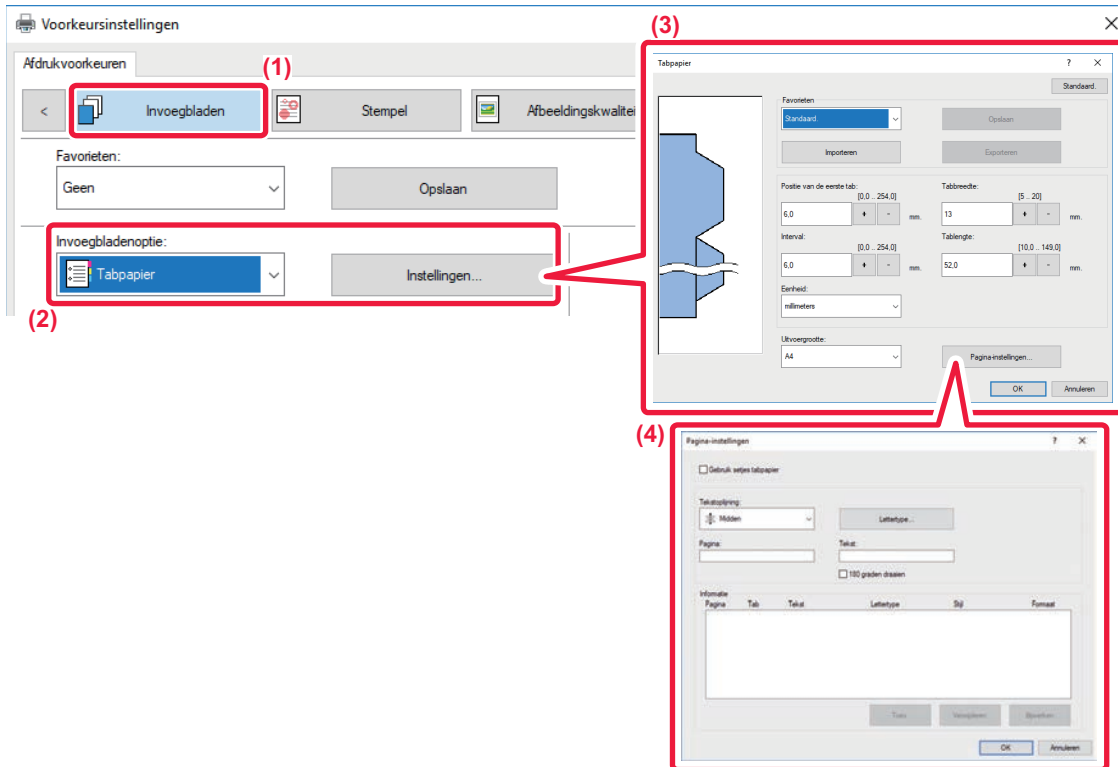 Voorkeursinstellingen
Afdrukvoorkeuren
(1)
<
Invoegbladen
Stempel
Afbeeldingskwalitei
Favorieten:
Geen
Opslaan
Invoegbladenoptie:
Tabpapier
Instellingen...
(2)
(3)
Tabpapier
?
Standaard.
Favorieten
Standaard.
Opslaan
Importeren
Exporteren
Positie van de eerste tab:
[0,0 .. 254,0]
6,0
+ -
mm.
Tabbreedte:
[5 .. 20]
13
+ -
mm.
Interval:
[0,0 .. 254,0]
6,0
+ -
mm.
Tablengte:
[10,0 .. 149,0]
52,0
+ -
mm.
Eenheid:
millimeters
Uitvoergrootte:
A4
Pagina-instellingen...
OK
Annuleren
(4)
Pagina-instellingen
?
Gebruik setjes tabpapier
Tekstoplijning:
Midden
Lettertype...
Pagina:
Tekst:
180 graden draaien
Informatie
Pagina Tab Tekst Lettertype Stijl Formaat
Toev.
Verwijderen
Bijwerken
OK
Annuleren